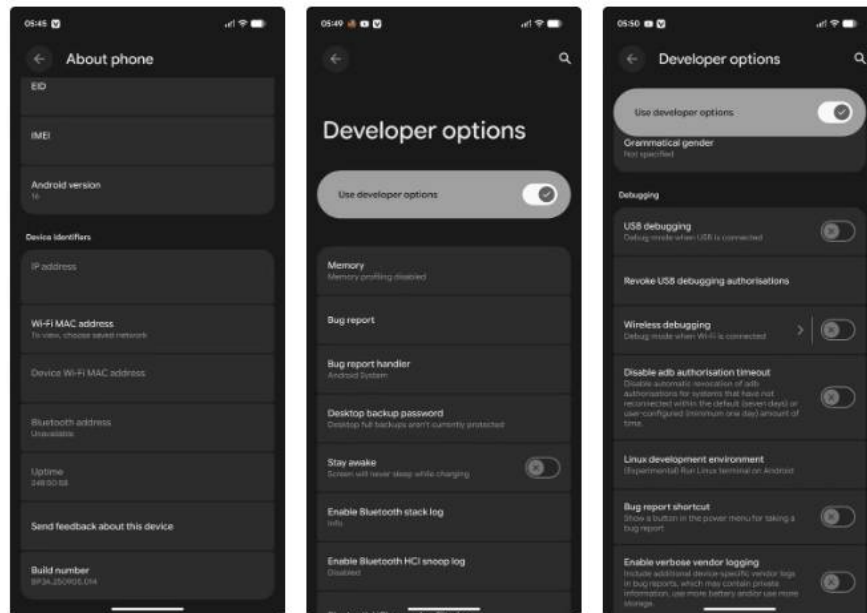 05:45
About phone
EID
IMEI
Android version
16
Device identifiers
IP address
Wi-Fi MAC address
To view, choose saved network
Device Wi-Fi MAC address
Bluetooth address
Unavailable
Uptime
Send feedback about this device
Build number
BP3A.250905.014
05:49
Developer options
Use developer options
Memory
Memory profiling disabled
Bug report
Bug report handler
Android System
Desktop backup password
Desktop full backups aren't currently protected
Stay awake
Screen will never sleep while charging
Enable Bluetooth stack log
Info
Enable Bluetooth HCI snoop log
Disabled
05:50
Developer options
Use developer options
Grammatical gender
Not specified
Debugging
USB debugging
Debug mode when USB is connected
Revoke USB debugging authorisations
Wireless debugging
Debug mode when Wi-Fi is connected
Disable adb authorisation timeout
Disable automatic revocation of adb
authorisations for systems that have not
reconnected within the default (seven days) or
user-configured (minimum one day) amount of
time.
Linux development environment
(Experimental) Run Linux terminal on Android
Bug report shortcut
Show a button in the power menu for taking a
bug report
Enable verbose vendor logging
Include additional device-specific vendor logs
in bug reports, which may contain private
information, use more battery and/or use more
storage.